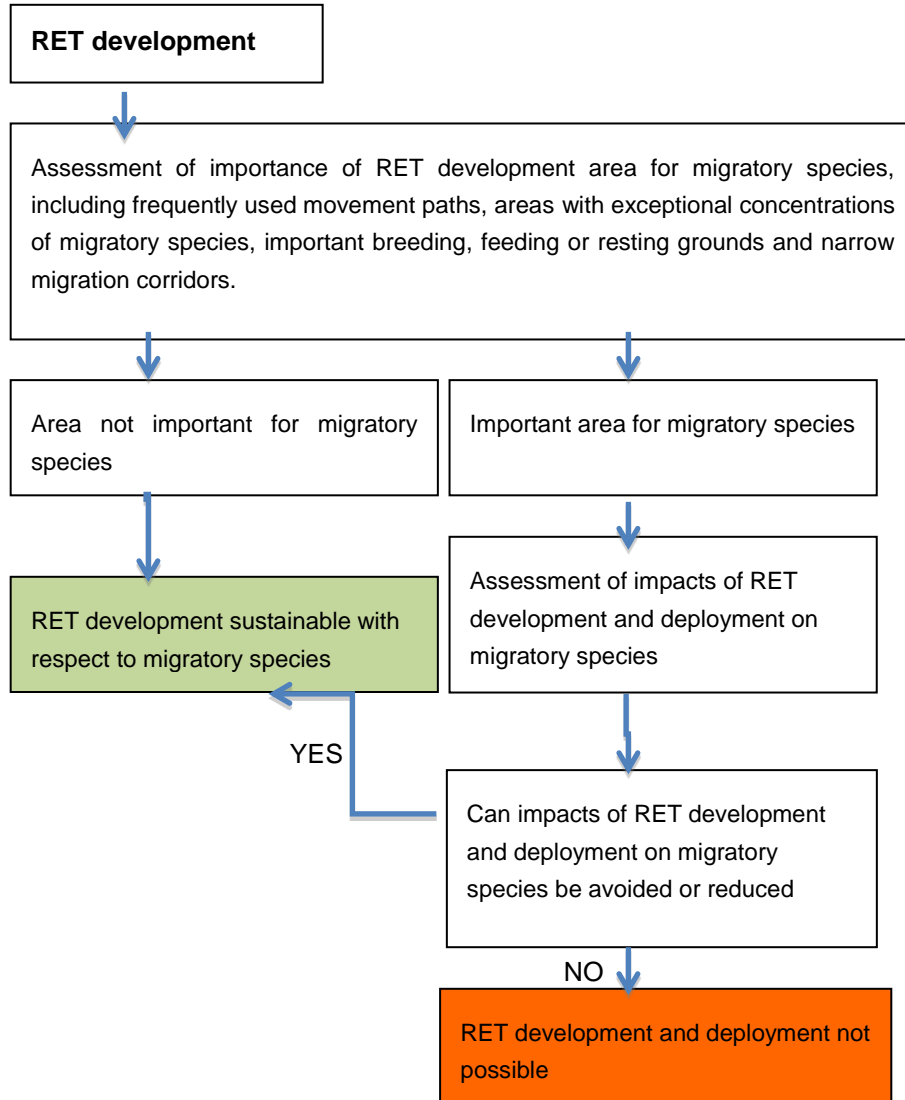 RET development
Assessment of importance of RET development area for migratory species,
including frequently used movement paths, areas with exceptional concentrations
of migratory species, important breeding, feeding or resting grounds and narrow
migration corridors.
Area not important for migratory
species
Important area for migratory species
RET development sustainable with
respect to migratory species
Assessment of impacts of RET
development and deployment on
migratory species
YES
Can impacts of RET development
and deployment on migratory
species be avoided or reduced
NO
RET development and deployment not
possible